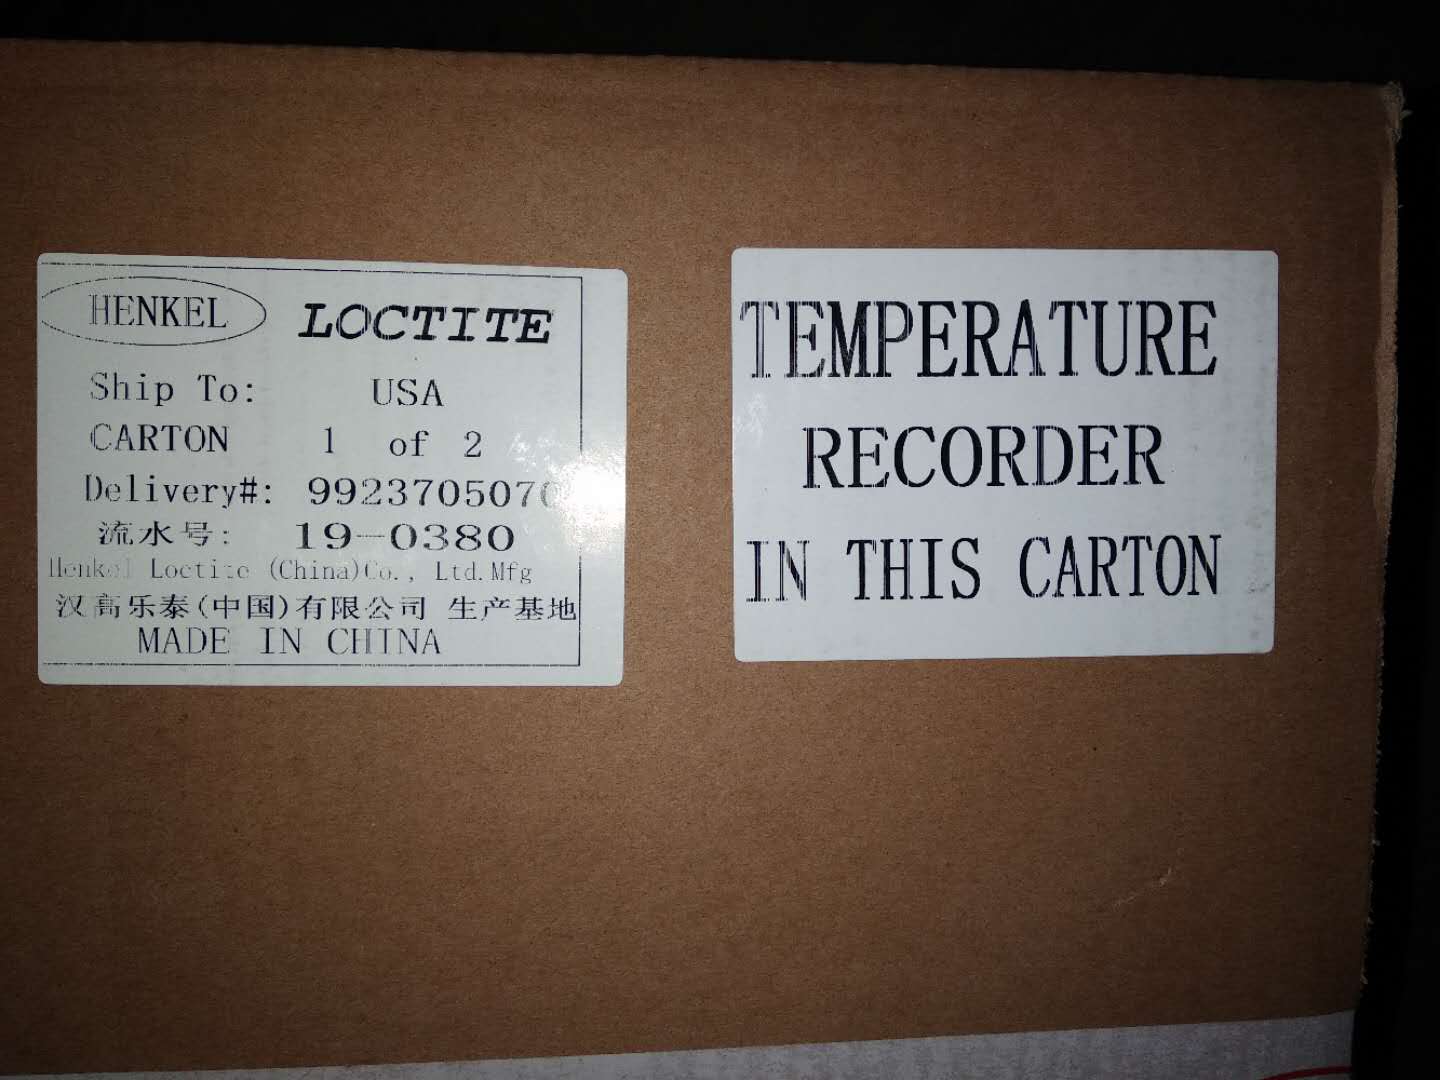 HENKEL LOCTITE
Ship To: USA
CARTON 1 of 2
Delivery#:
流水号: 19-0380
Henkel Loctite (China)Co., Ltd. Mfg
汉高乐泰(中国)有限公司 生产基地
MADE IN CHINA
TEMPERATURE
RECORDER
IN THIS CARTON